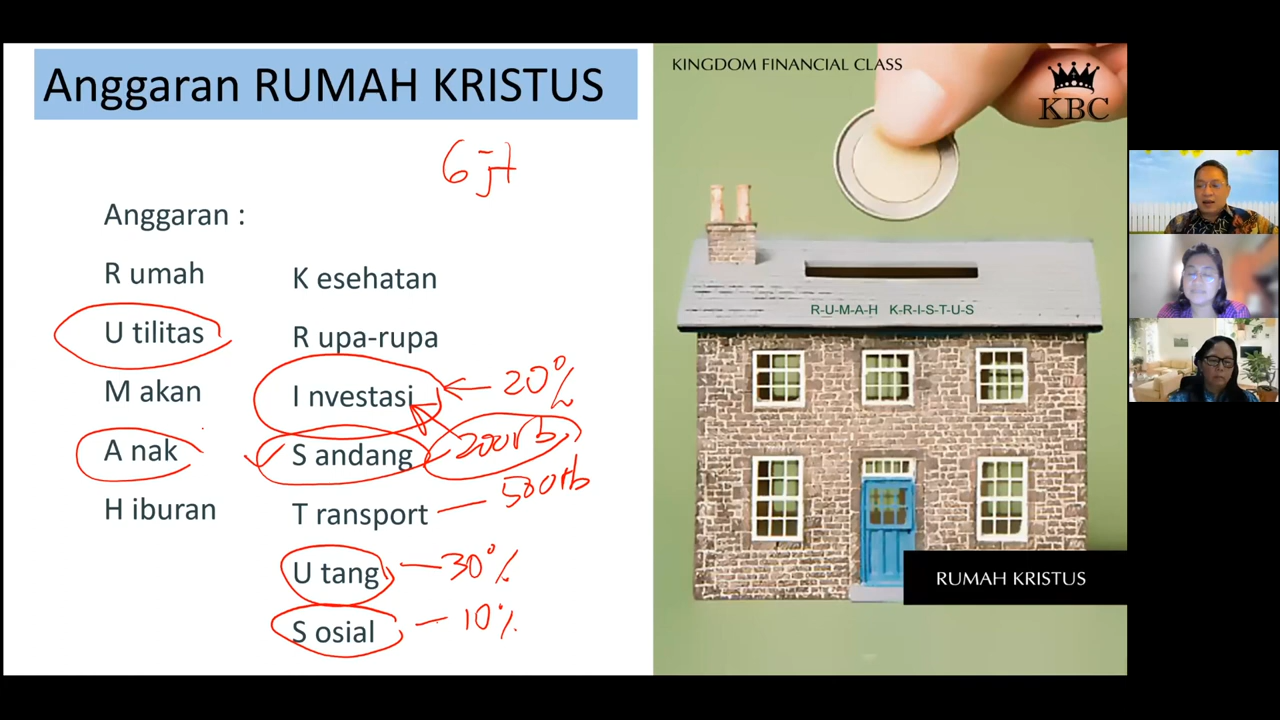 Anggaran RUMAH KRISTUS
6 jt
Anggaran :
R umah
U tilitas
M akan
A nak
H iburan
K esehatan
R upa-rupa
I nvestasi
20%
S andang
200rb
T ransport
500rb
U tang
30%
S osial
10%
KINGDOM FINANCIAL CLASS
KBC
R-U-M-A-H K-R-I-S-T-U-S
RUMAH KRISTUS